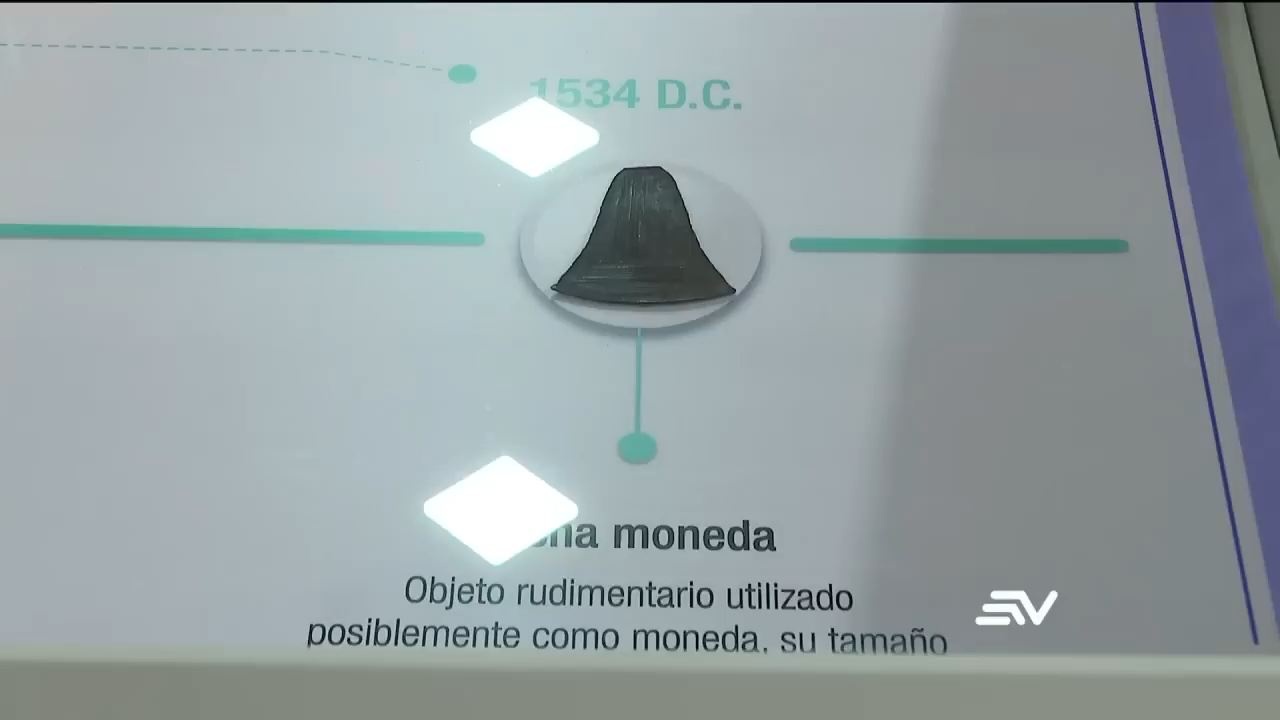 1534 D.C.
moneda
Objeto rudimentario utilizado
posiblemente como moneda, su tamaño